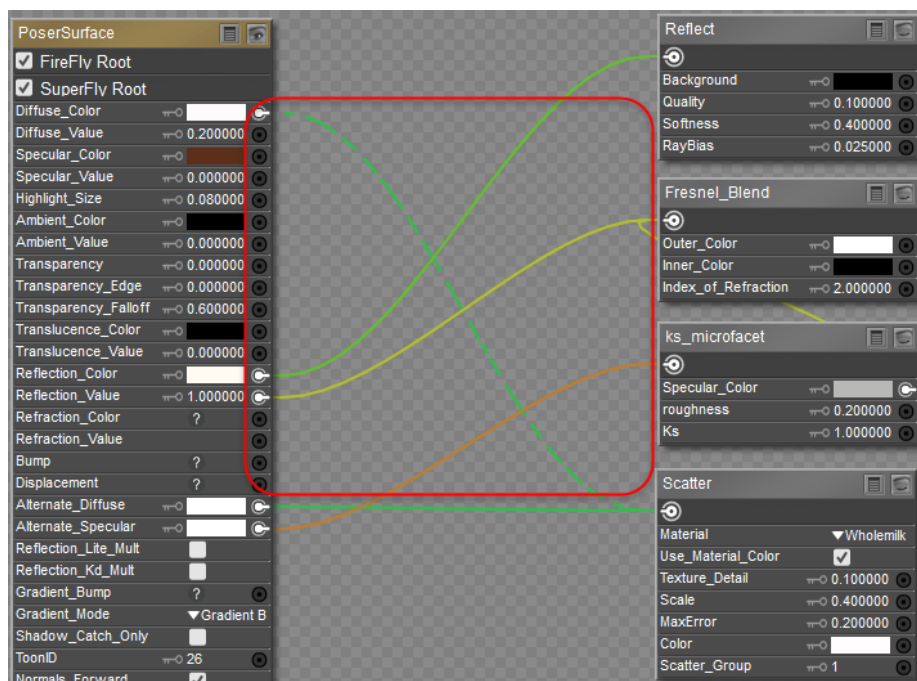 PoserSurface
FireFly Root
SuperFly Root
Diffuse_Color
Diffuse_Value 0.200000
Specular_Color
Specular_Value 0.000000
Highlight_Size 0.080000
Ambient_Color
Ambient_Value 0.000000
Transparency 0.000000
Transparency_Edge 0.000000
Transparency_Falloff 0.600000
Translucence_Color
Translucence_Value 0.000000
Reflection_Color
Reflection_Value 1.000000
Refraction_Color ?
Refraction_Value
Bump ?
Displacement ?
Alternate_Diffuse
Alternate_Specular
Reflection_Lite_Mult
Reflection_Kd_Mult
Gradient_Bump ?
Gradient_Mode Gradient B
Shadow_Catch_Only
ToonID 26
Normals_Forward
Reflect
Background
Quality 0.100000
Softness 0.400000
RayBias 0.025000
Fresnel_Blend
Outer_Color
Inner_Color
Index_of_Refraction 2.000000
ks_microfacet
Specular_Color
roughness 0.200000
Ks 1.000000
Scatter
Material Wholemilk
Use_Material_Color
Texture_Detail 0.100000
Scale 0.400000
MaxError 0.200000
Color
Scatter_Group 1